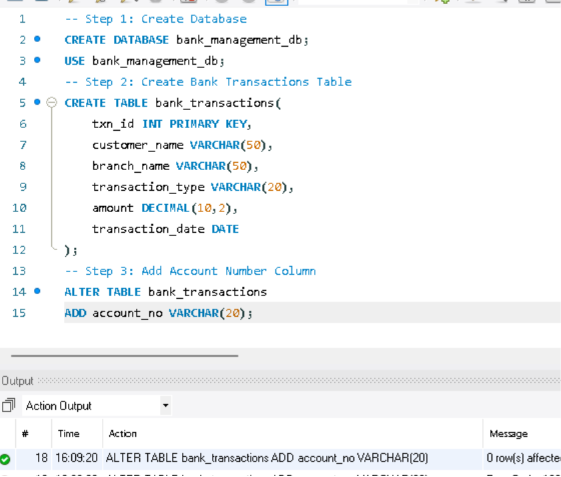 1 -- Step 1: Create Database
2 CREATE DATABASE bank_management_db;
3 USE bank_management_db;
4 -- Step 2: Create Bank Transactions Table
5 CREATE TABLE bank_transactions(
6 txn_id INT PRIMARY KEY,
7 customer_name VARCHAR(50),
8 branch_name VARCHAR(50),
9 transaction_type VARCHAR(20),
10 amount DECIMAL(10,2),
11 transaction_date DATE
12 );
13 -- Step 3: Add Account Number Column
14 ALTER TABLE bank_transactions
15 ADD account_no VARCHAR(20);
Output
Action Output
# Time Action Message
18 16:09:20 ALTER TABLE bank_transactions ADD account_no VARCHAR(20) 0 row(s) affected